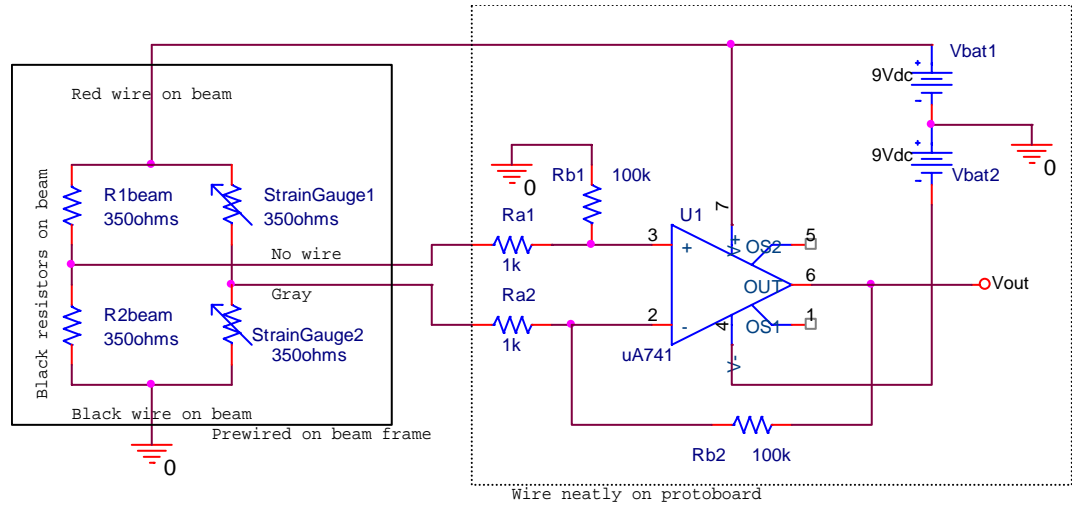 Red wire on beam
Black resistors on beam
R1beam
350ohms
StrainGauge1
350ohms
No wire
Gray
R2beam
350ohms
StrainGauge2
350ohms
Black wire on beam
Prewired on beam frame
0
0
Rb1
100k
Ra1
1k
Ra2
1k
3
2
+
-
U1
uA741
7
V+
OS2
5
OUT
6
OS1
1
4
V-
Rb2
100k
Vout
Vbat1
9Vdc
+
-
9Vdc
+
-
Vbat2
0
Wire neatly on protoboard